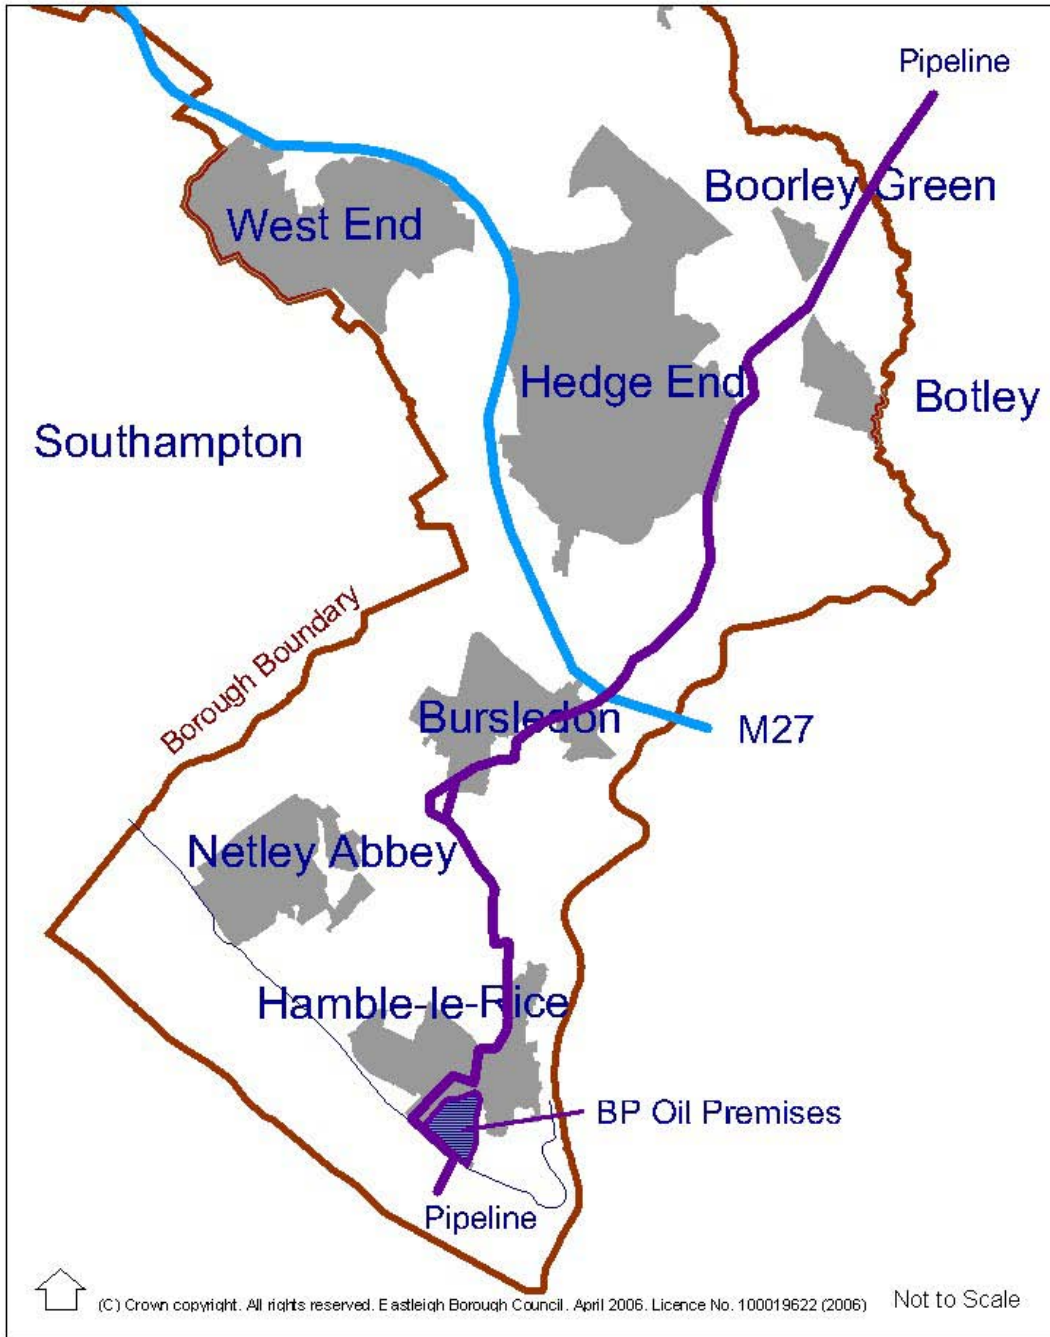 Pipeline
Boorley Green
West End
Hedge End
Botley
Southampton
Borough Boundary
Bursledon
M27
Netley Abbey
Hamble-le-Rice
BP Oil Premises
Pipeline
(C) Crown copyright. All rights reserved. Eastleigh Borough Council. April 2006. Licence No. 100019622 (2006)
Not to Scale